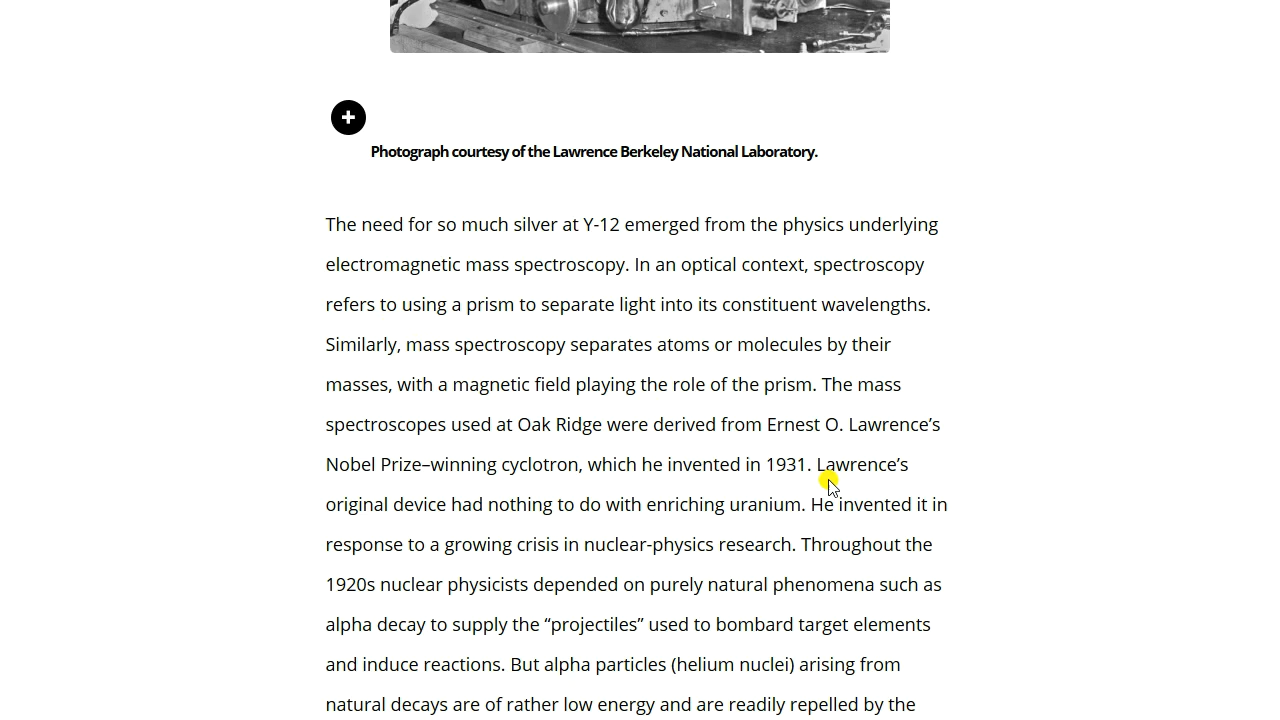 Photograph courtesy of the Lawrence Berkeley National Laboratory.
The need for so much silver at Y-12 emerged from the physics underlying
electromagnetic mass spectroscopy. In an optical context, spectroscopy
refers to using a prism to separate light into its constituent wavelengths.
Similarly, mass spectroscopy separates atoms or molecules by their
masses, with a magnetic field playing the role of the prism. The mass
spectroscopes used at Oak Ridge were derived from Ernest O. Lawrence’s
Nobel Prize–winning cyclotron, which he invented in 1931. Lawrence’s
original device had nothing to do with enriching uranium. He invented it in
response to a growing crisis in nuclear-physics research. Throughout the
1920s nuclear physicists depended on purely natural phenomena such as
alpha decay to supply the “projectiles” used to bombard target elements
and induce reactions. But alpha particles (helium nuclei) arising from
natural decays are of rather low energy and are readily repelled by the